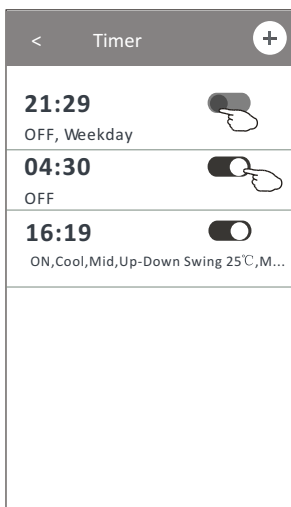 < Timer +
21:29
OFF, Weekday
04:30
OFF
16:19
ON,Cool,Mid,Up-Down Swing 25℃,M...